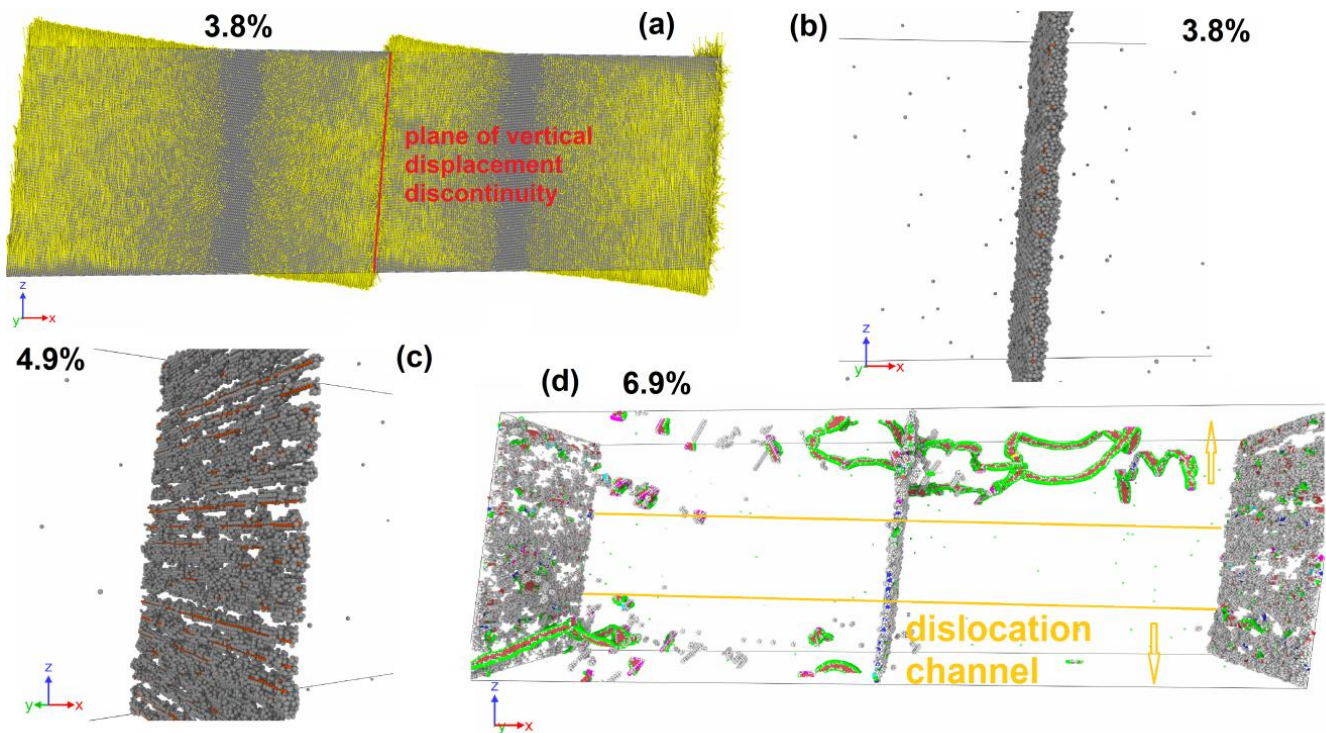 3.8%
(a)
plane of vertical
displacement
discontinuity
z
y
x
(b)
3.8%
z
y
x
4.9%
(c)
z
y
x
(d)
6.9%
dislocation
channel
z
y
x